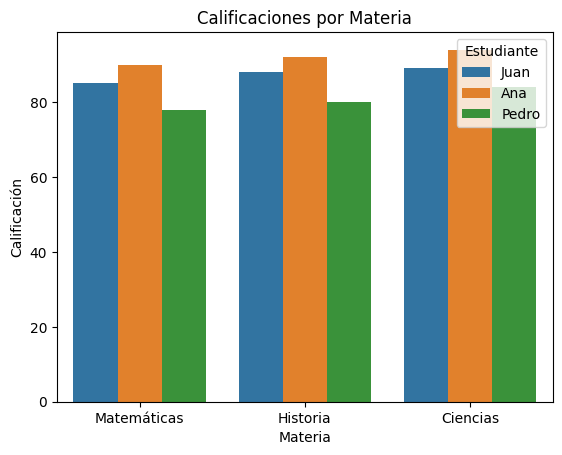 Calificaciones por Materia
Estudiante
Juan
Ana
Pedro
Calificación
80
60
40
20
0
Matemáticas
Historia
Ciencias
Materia